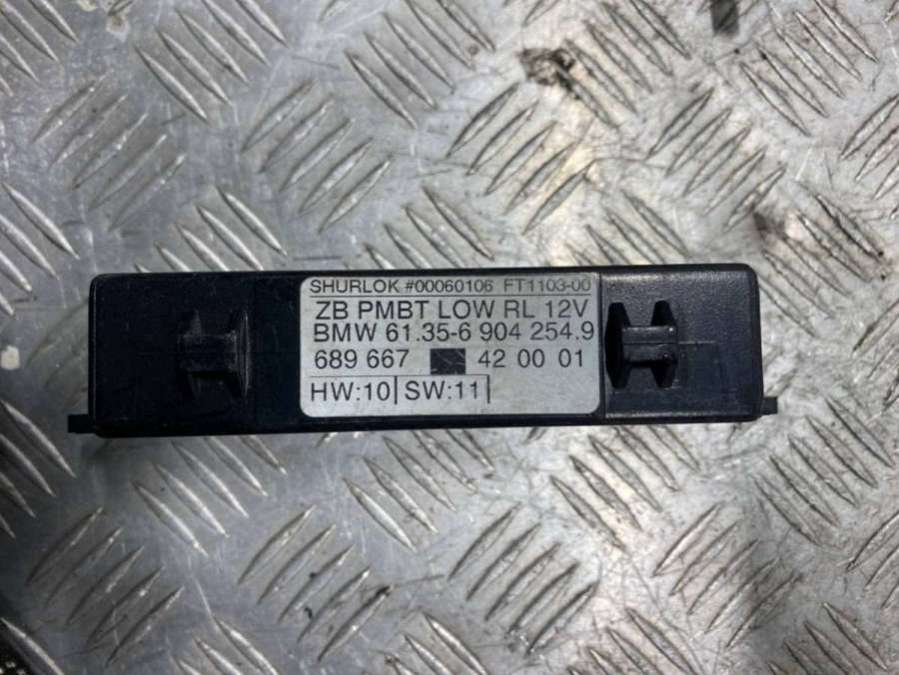 SHURLOK #00060106 FT1103-00
ZB PMBT LOW RL 12V
BMW 61.35-6 904 254.9
689 667 42 00 01
HW:10 SW:11